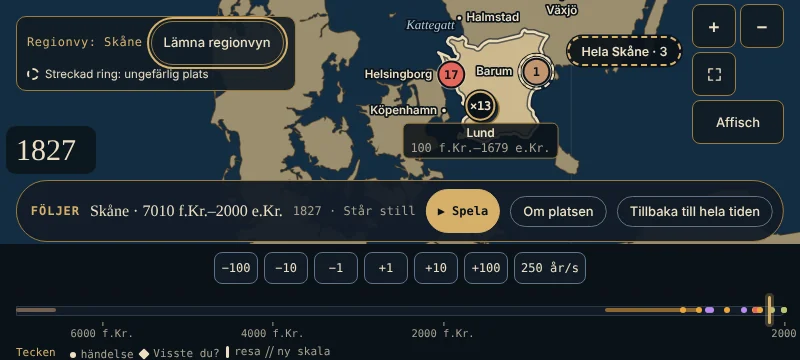 Växjö
Kattegatt
Halmstad
Regionvy: Skåne
Lämna regionvyn
Hela Skåne · 3
+
−
Streckad ring: ungefärlig plats
Helsingborg
17
Barum
1
Köpenhamn
×13
Affisch
Lund
100 f.Kr.–1679 e.Kr.
1827
FÖLJER
Skåne · 7010 f.Kr.–2000 e.Kr.
1827 · Står still
▶ Spela
Om platsen
Tillbaka till hela tiden
−100
−10
−1
+1
+10
+100
250 år/s
6000 f.Kr.
4000 f.Kr.
2000 f.Kr.
2000
Tecken
● händelse ◆ Visste du? ▌ resa // ny skala